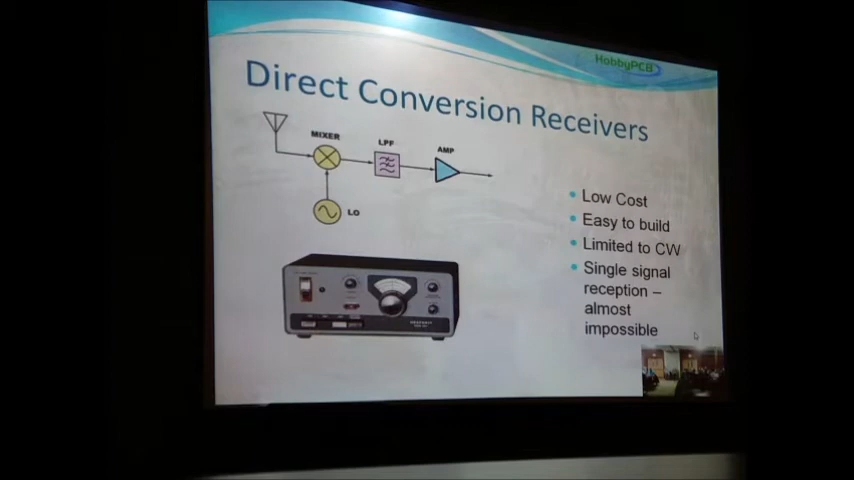 HobbyPCB
Direct Conversion Receivers
MIXER
LPF
AMP
LO
Low Cost
Easy to build
Limited to CW
Single signal
reception –
almost
impossible